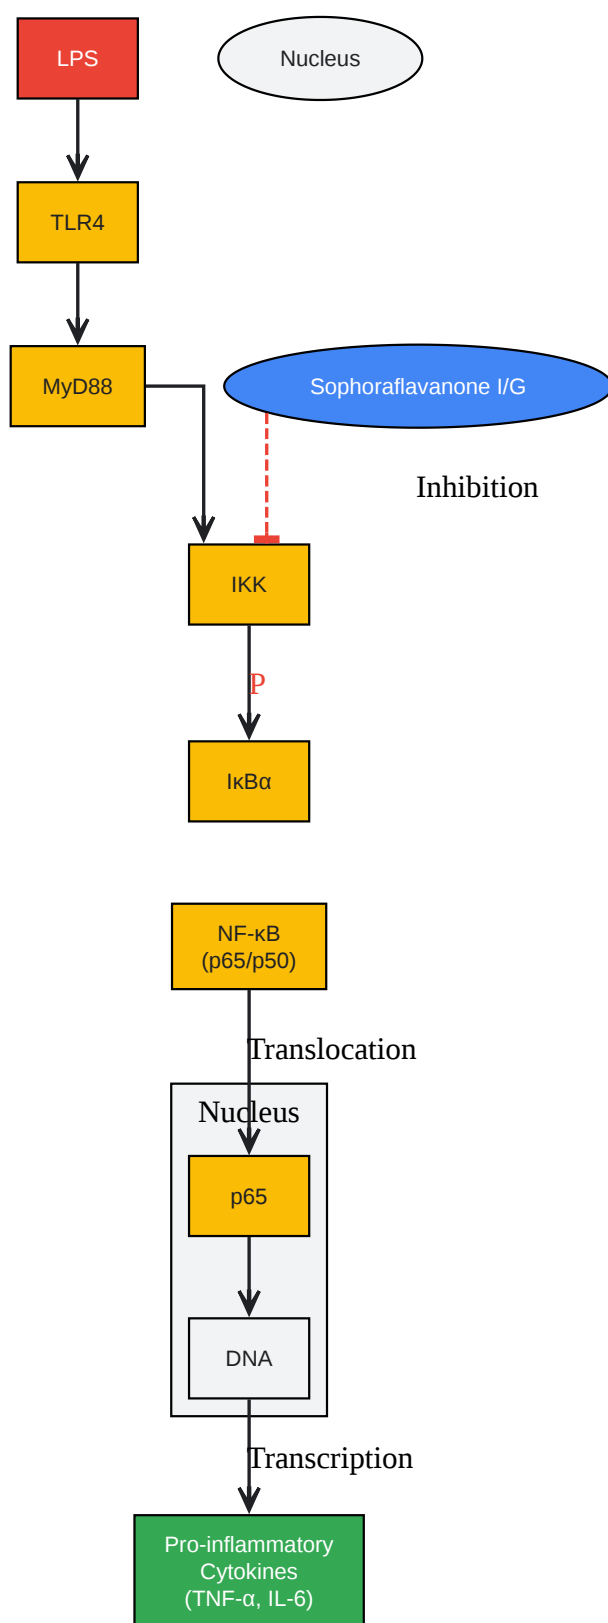 LPS
Nucleus
TLR4
MyD88
Sophoraflavanone I/G
Inhibition
IKK
P
IκBα
NF-κB
(p65/p50)
Translocation
Nucleus
p65
DNA
Transcription
Pro-inflammatory
Cytokines
(TNF-α, IL-6)